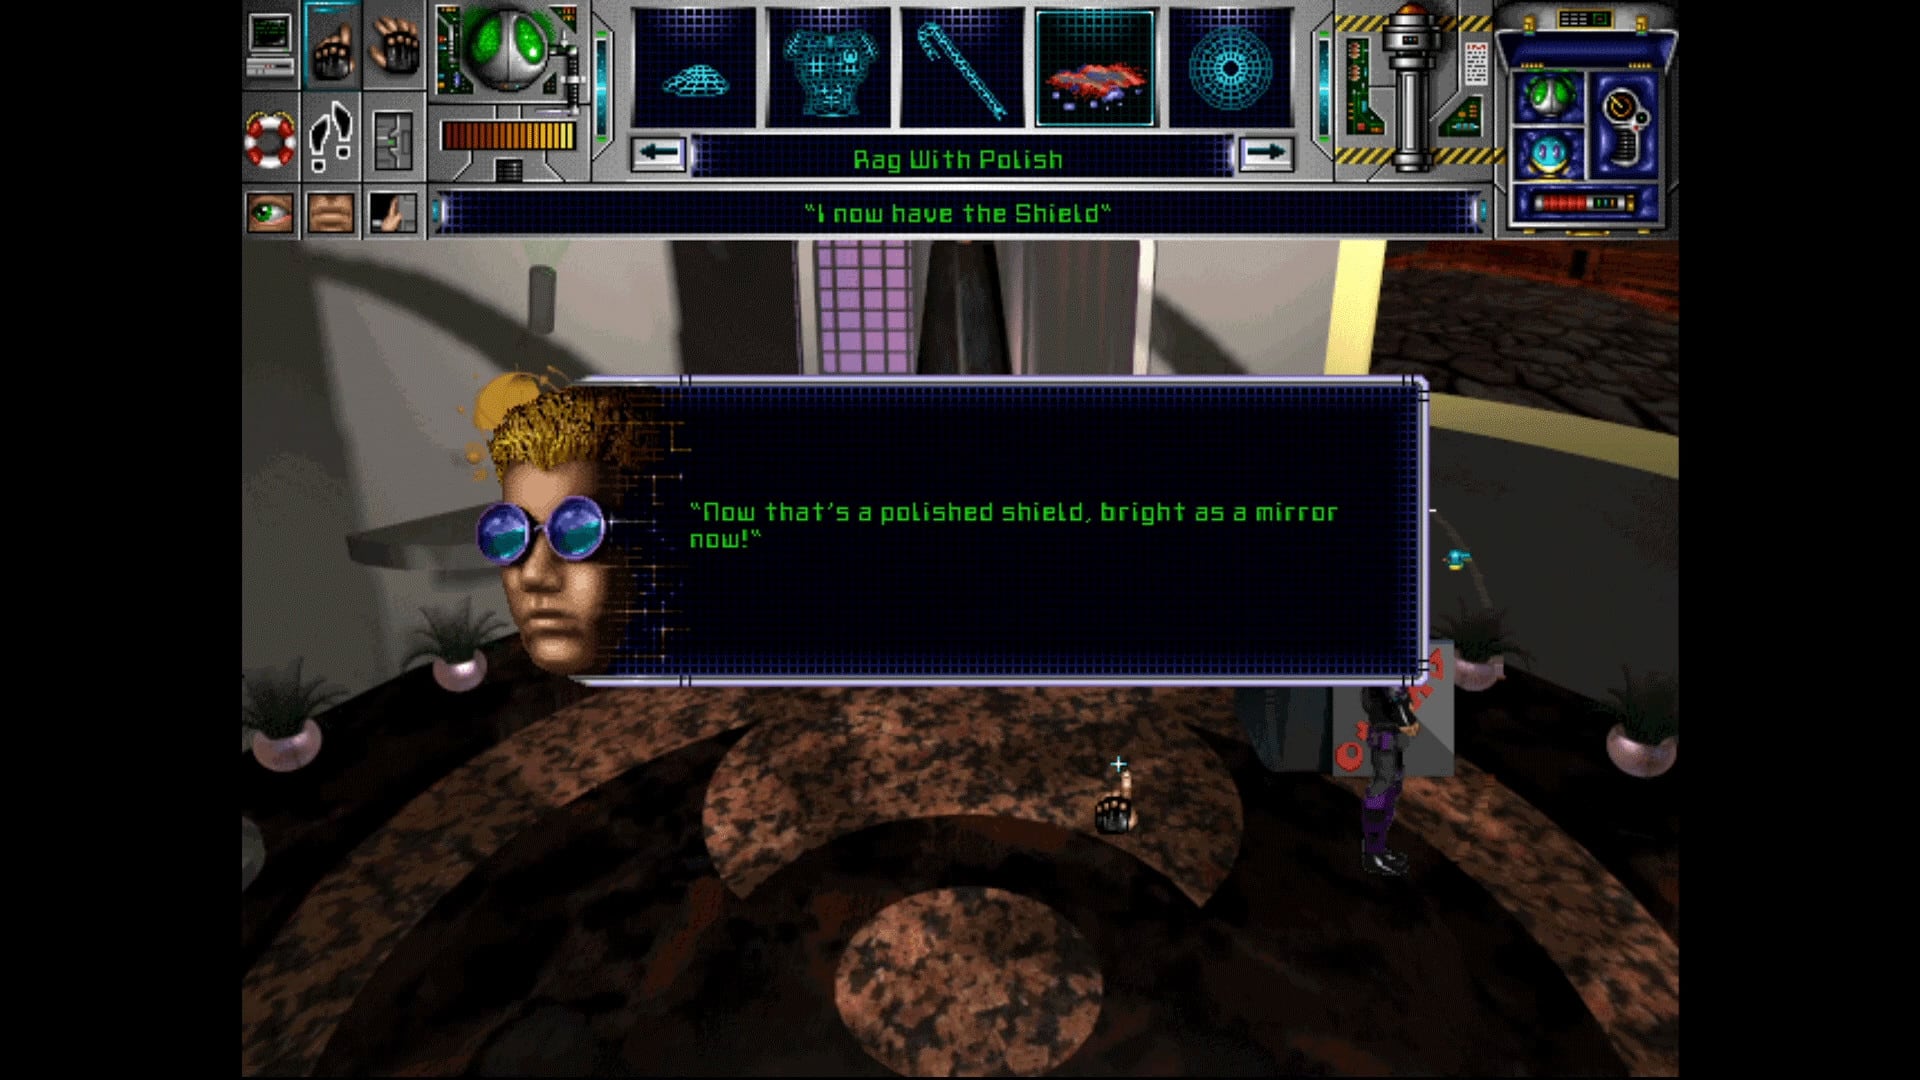 Rag With Polish
"I now have the Shield"
"Now that's a polished shield, bright as a mirror
now!"